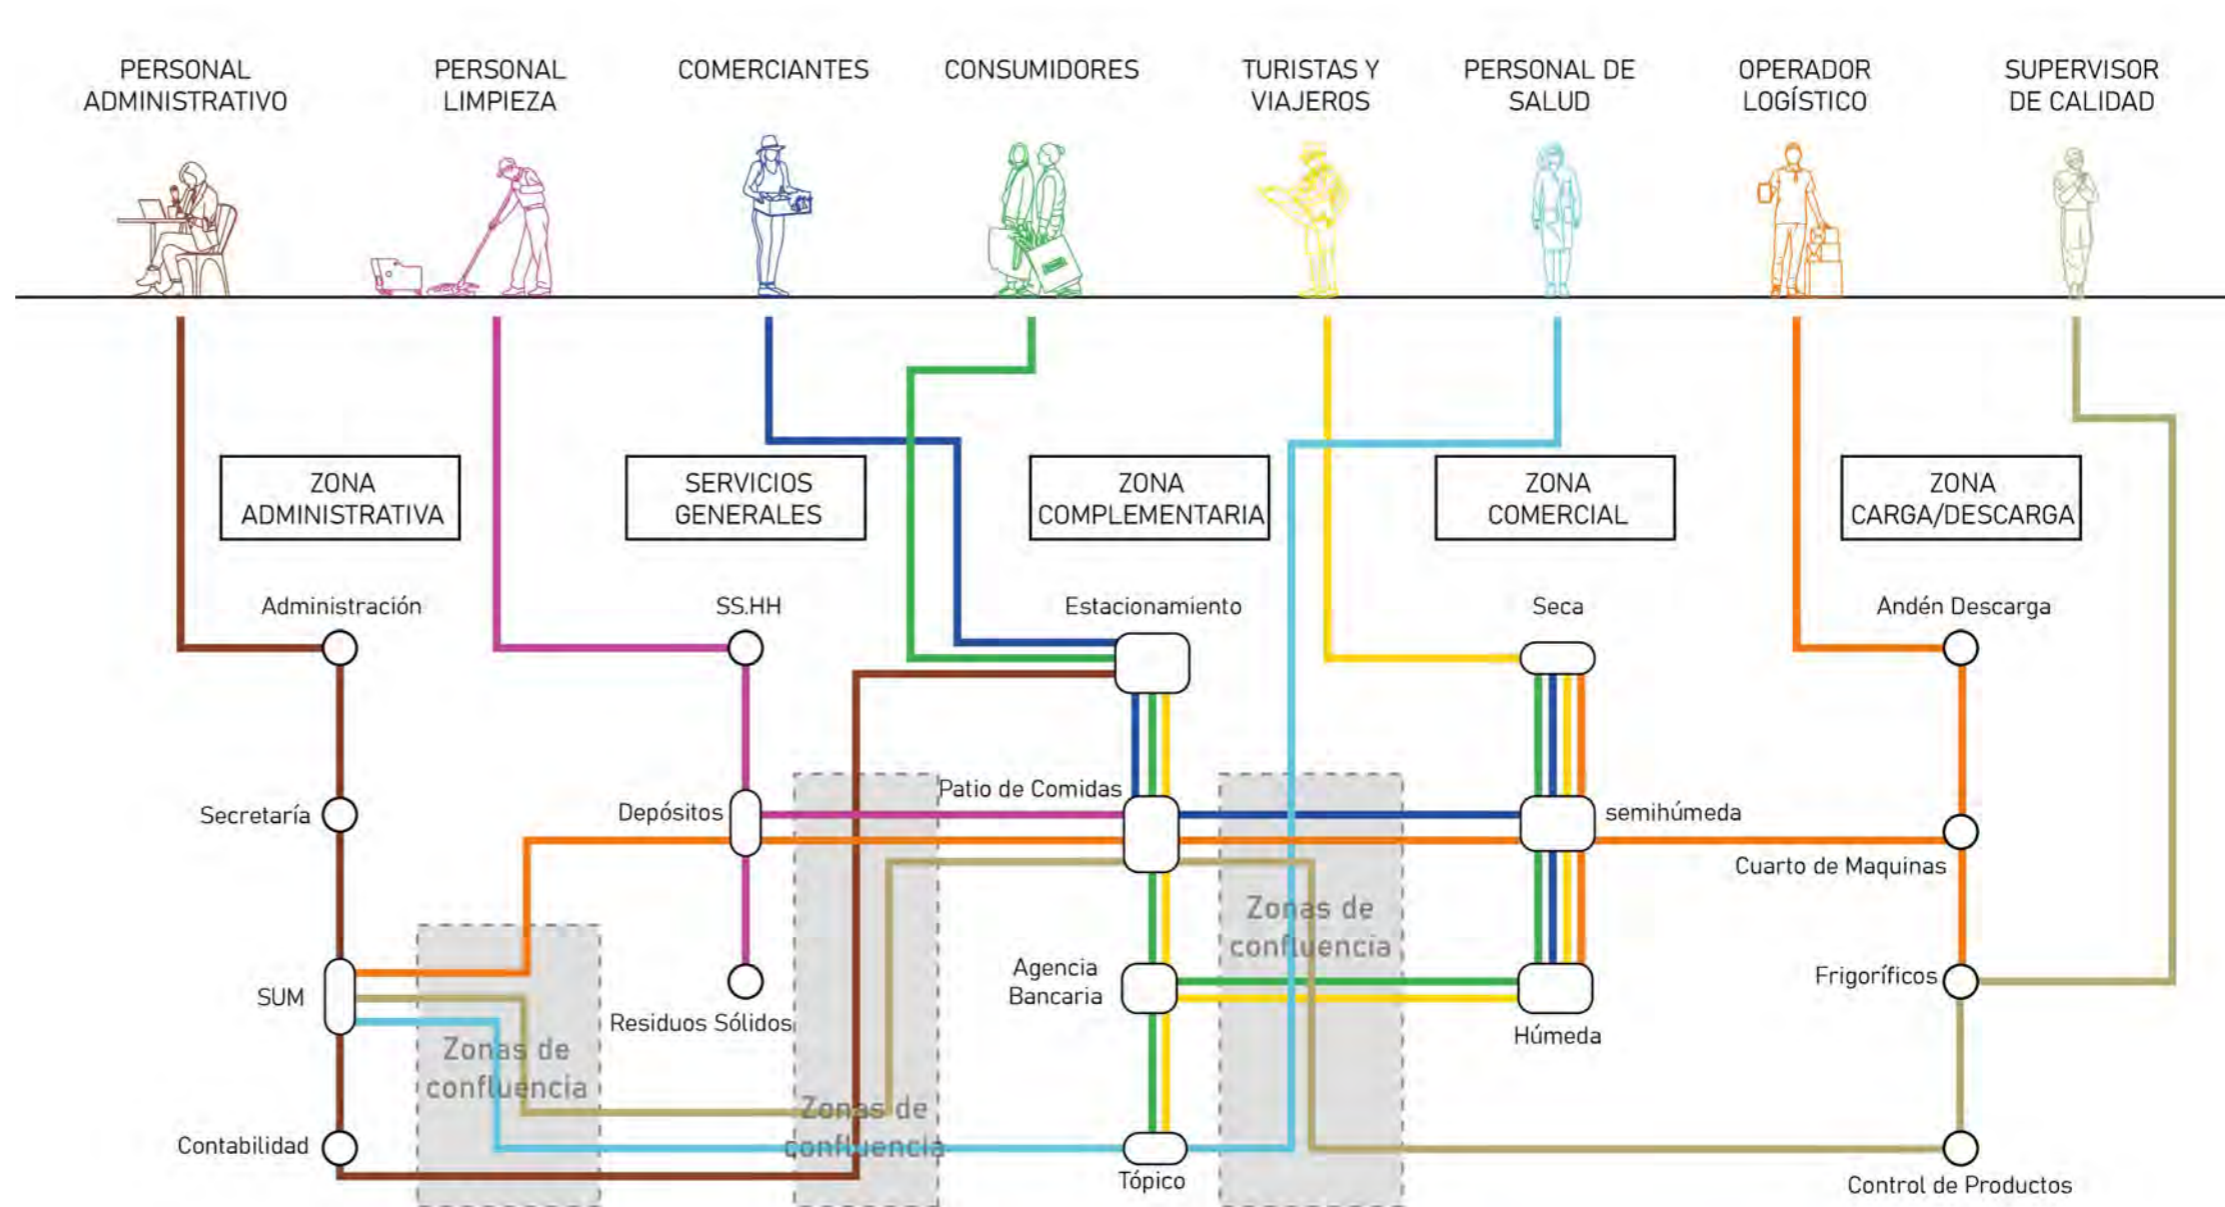 PERSONAL
ADMINISTRATIVO
PERSONAL
LIMPIEZA
COMERCIANTES
CONSUMIDORES
TURISTAS Y
VIAJEROS
PERSONAL DE
SALUD
OPERADOR
LOGÍSTICO
SUPERVISOR
DE CALIDAD
ZONA
ADMINISTRATIVA
SERVICIOS
GENERALES
ZONA
COMPLEMENTARIA
ZONA
COMERCIAL
ZONA
CARGA/DESCARGA
Administración
SS.HH
Estacionamiento
Seca
Andén Descarga
Secretaría
Depósitos
Patio de Comidas
semihúmeda
Cuarto de Maquinas
Zonas de
confluencia
SUM
Residuos Sólidos
Agencia
Bancaria
Húmeda
Frigoríficos
Zonas de
confluencia
Zonas de
confluencia
Contabilidad
Tópico
Control de Productos